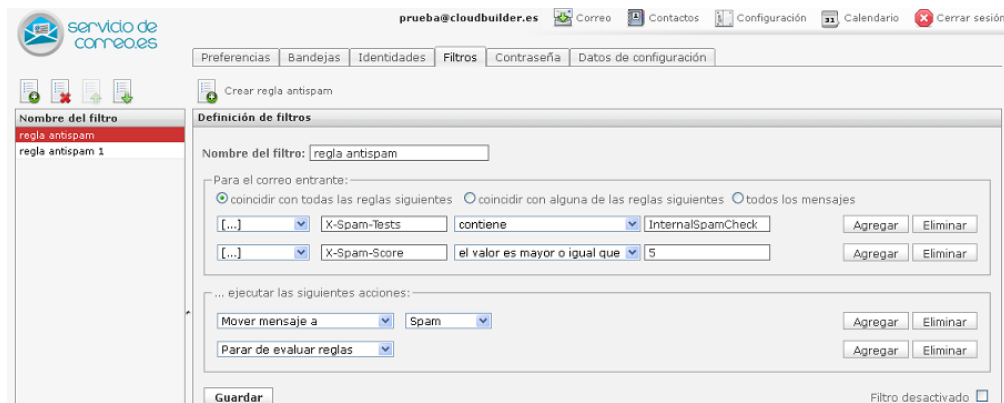 servicio de
correo.es
prueba@cloudbuilder.es Correo Contactos Configuración 31 Calendario Cerrar sesión
Preferencias Bandejas Identidades Filtros Contraseña Datos de configuración
Crear regla antispam
Nombre del filtro
regla antispam
regla antispam 1
Definición de filtros
Nombre del filtro: regla antispam
Para el correo entrante:
coincidir con todas las reglas siguientes coincidir con alguna de las reglas siguientes todos los mensajes
[...] X-Spam-Tests contiene InternalSpamCheck Agregar Eliminar
[...] X-Spam-Score el valor es mayor o igual que 5 Agregar Eliminar
... ejecutar las siguientes acciones:
Mover mensaje a Spam Agregar Eliminar
Parar de evaluar reglas Agregar Eliminar
Guardar Filtro desactivado